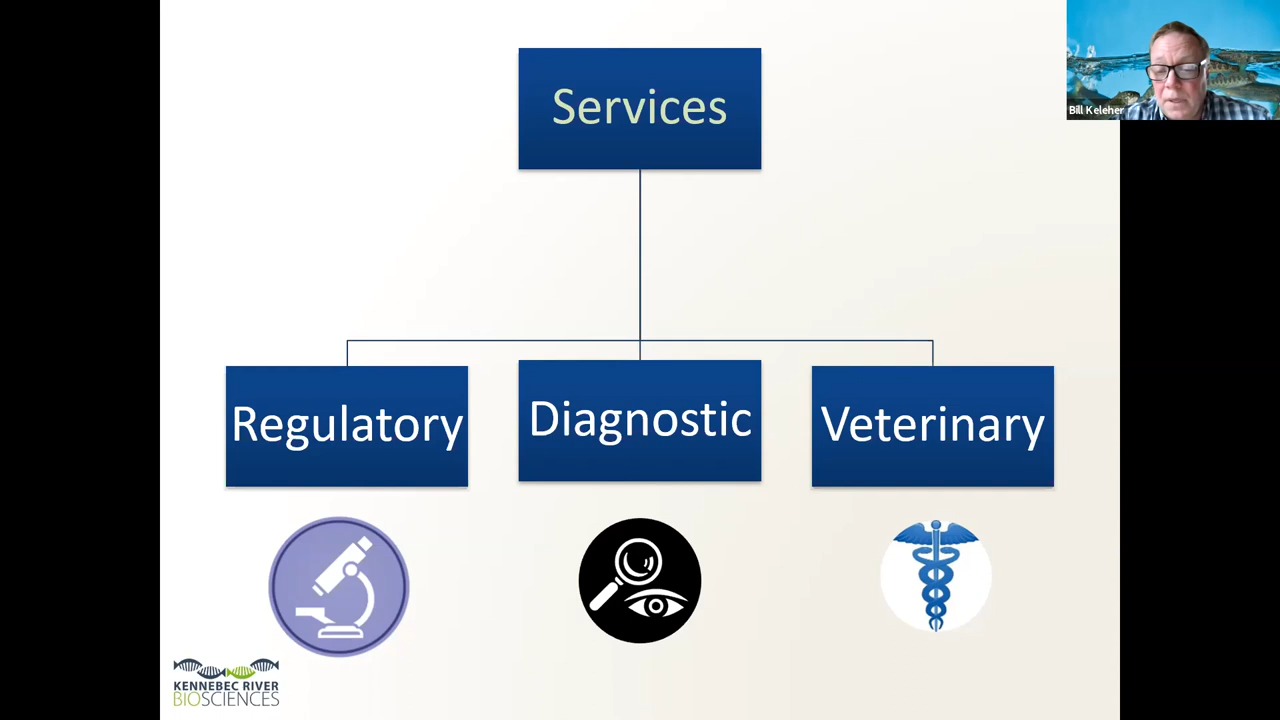 Services
Bill Keleher
Regulatory
Diagnostic
Veterinary
KENNEBEC RIVER
BIOSCIENCES